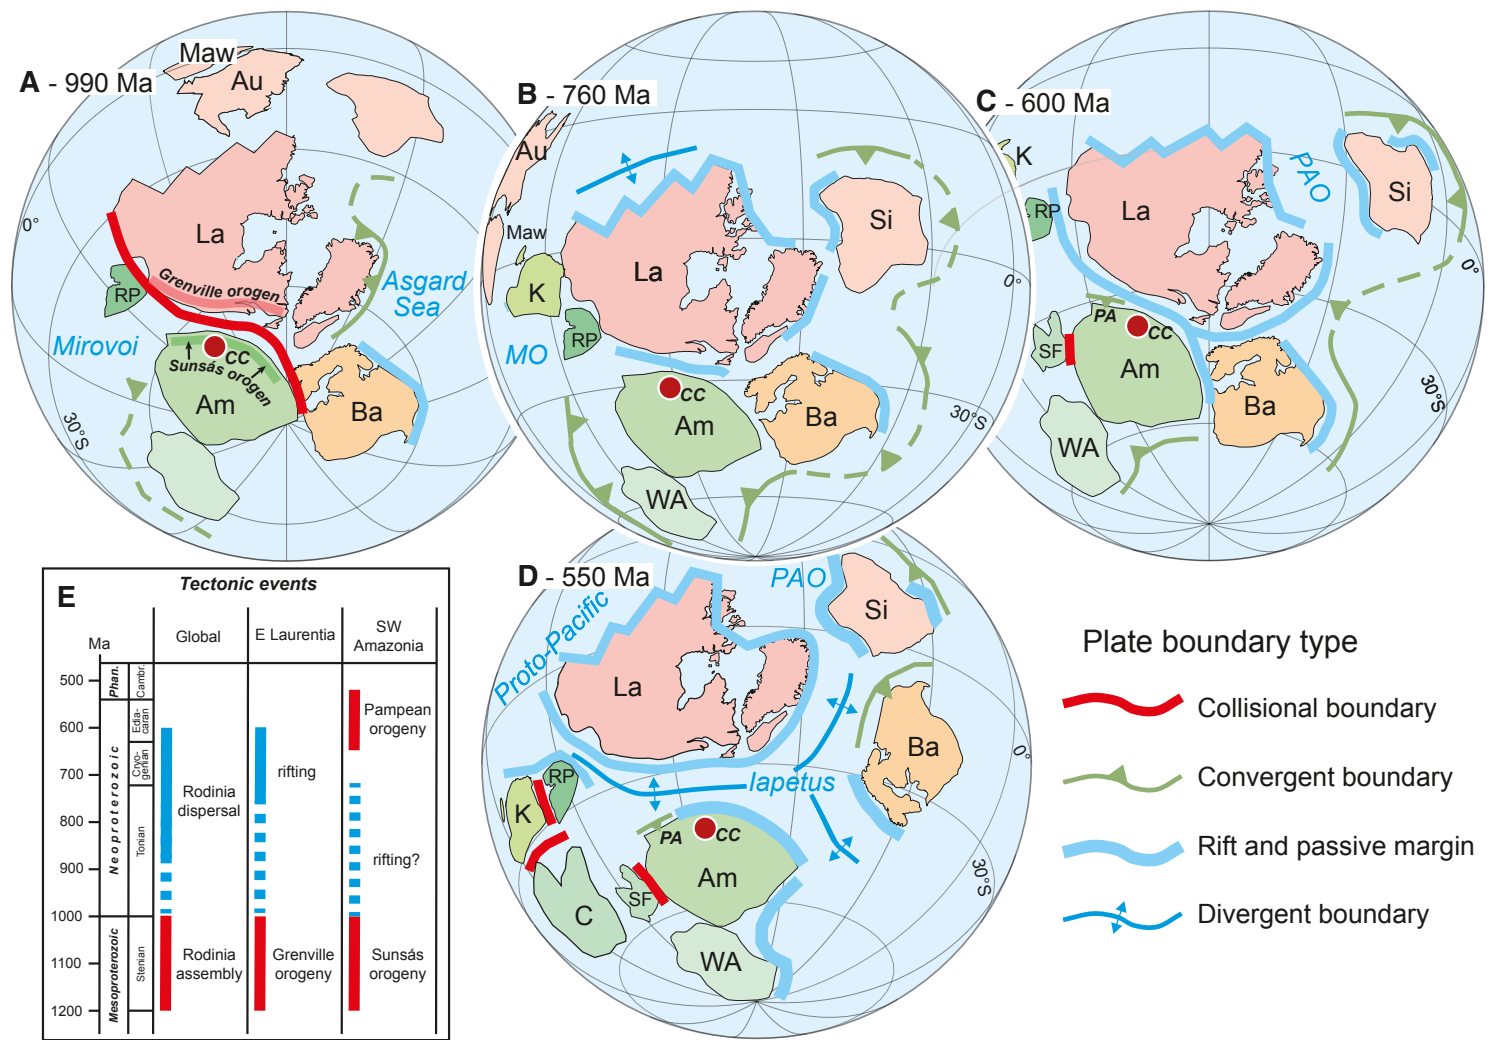 A - 990 Ma
Maw
Au
0°
La
Grenville orogen
RP
Asgard
Sea
Mirovoi
CC
Sunsás orogen
Am
Ba
30°S
B - 760 Ma
Au
Maw
K
RP
MO
La
Si
0°
CC
Am
Ba
30°S
WA
C - 600 Ma
K
RP
La
PAO
Si
0°
PA
CC
SF
Am
Ba
30°S
WA
D - 550 Ma
PAO
Si
Proto-Pacific
La
Ba
0°
RP
K
Iapetus
PA
CC
Am
SF
C
WA
30°S
E
Tectonic events
Ma
Global
E Laurentia
SW
Amazonia
500
600
700
800
900
1000
1100
1200
Phan.
Neoproterozoic
Mesoproterozoic
Cambr.
Edia-
caran
Cryo-
genian
Tonian
Stenian
Pampean
orogeny
rifting
Rodinia
dispersal
rifting?
Rodinia
assembly
Grenville
orogeny
Sunsás
orogeny
Plate boundary type
Collisional boundary
Convergent boundary
Rift and passive margin
Divergent boundary